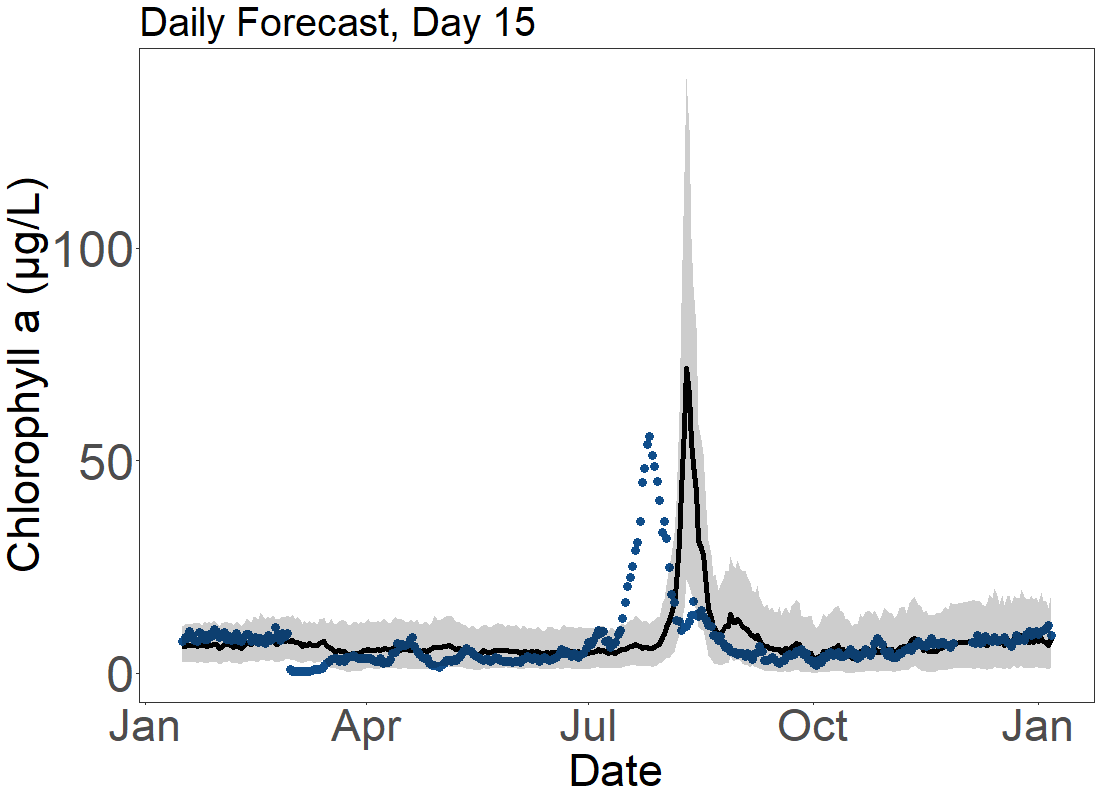 Daily Forecast, Day 15
Chlorophyll a (µg/L)
100
50
0
Jan Apr Jul Oct Jan
Date